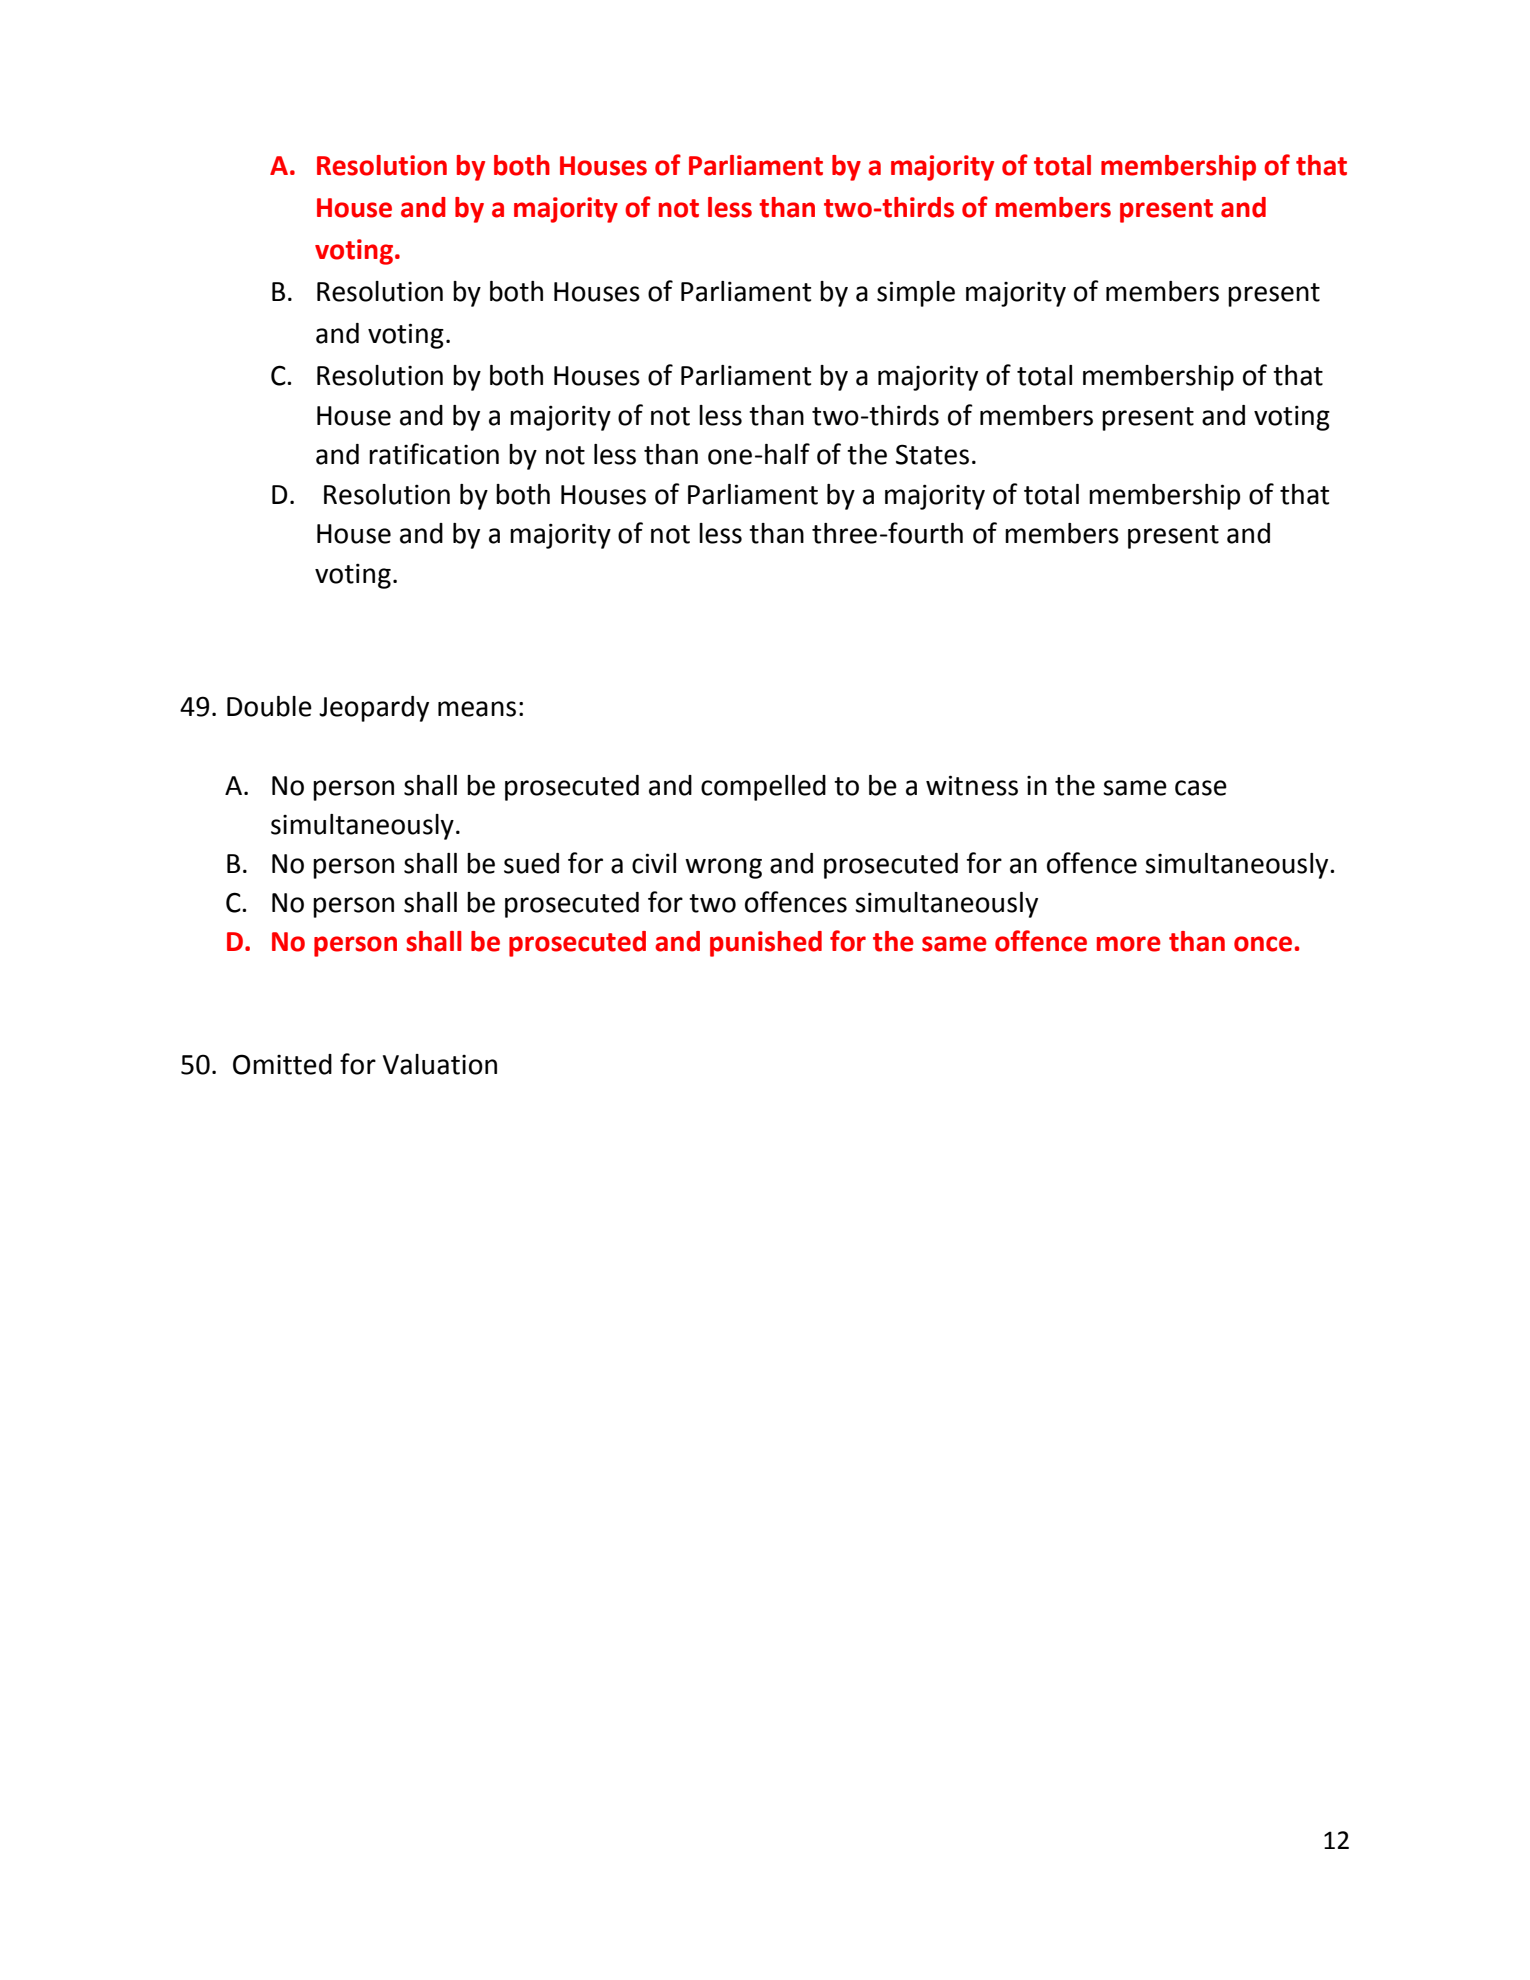 A. Resolution by both Houses of Parliament by a majority of total membership of that
House and by a majority of not less than two-thirds of members present and
voting.
B. Resolution by both Houses of Parliament by a simple majority of members present
and voting.
C. Resolution by both Houses of Parliament by a majority of total membership of that
House and by a majority of not less than two-thirds of members present and voting
and ratification by not less than one-half of the States.
D. Resolution by both Houses of Parliament by a majority of total membership of that
House and by a majority of not less than three-fourth of members present and
voting.
49. Double Jeopardy means:
A. No person shall be prosecuted and compelled to be a witness in the same case
simultaneously.
B. No person shall be sued for a civil wrong and prosecuted for an offence simultaneously.
C. No person shall be prosecuted for two offences simultaneously
D. No person shall be prosecuted and punished for the same offence more than once.
50. Omitted for Valuation
12